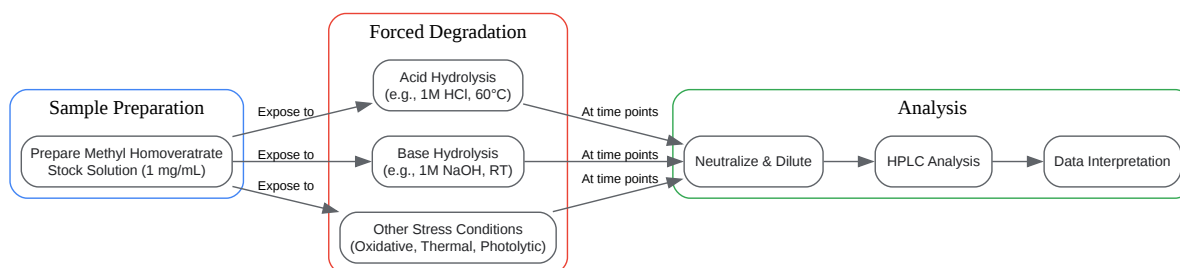 Forced Degradation
Sample Preparation
Analysis
Prepare Methyl Homoveratrate
Stock Solution (1 mg/mL)
Expose to
Expose to
Expose to
Acid Hydrolysis
(e.g., 1M HCl, 60°C)
Base Hydrolysis
(e.g., 1M NaOH, RT)
Other Stress Conditions
(Oxidative, Thermal, Photolytic)
At time points
At time points
At time points
Neutralize & Dilute
HPLC Analysis
Data Interpretation